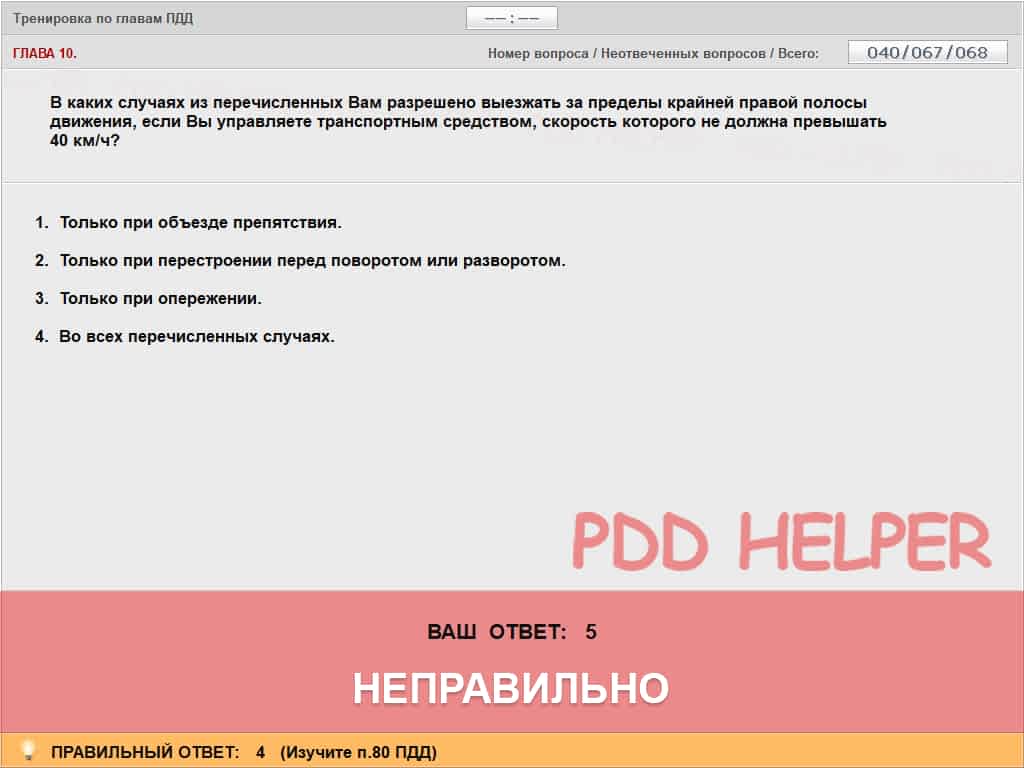 Тренировка по главам ПДД
−− : −−
ГЛАВА 10.
Номер вопроса / Неотвеченных вопросов / Всего:
040/067/068
В каких случаях из перечисленных Вам разрешено выезжать за пределы крайней правой полосы
движения, если Вы управляете транспортным средством, скорость которого не должна превышать
40 км/ч?
1. Только при объезде препятствия.
2. Только при перестроении перед поворотом или разворотом.
3. Только при опережении.
4. Во всех перечисленных случаях.
PDD HELPER
ВАШ ОТВЕТ: 5
НЕПРАВИЛЬНО
ПРАВИЛЬНЫЙ ОТВЕТ: 4 (Изучите п.80 ПДД)